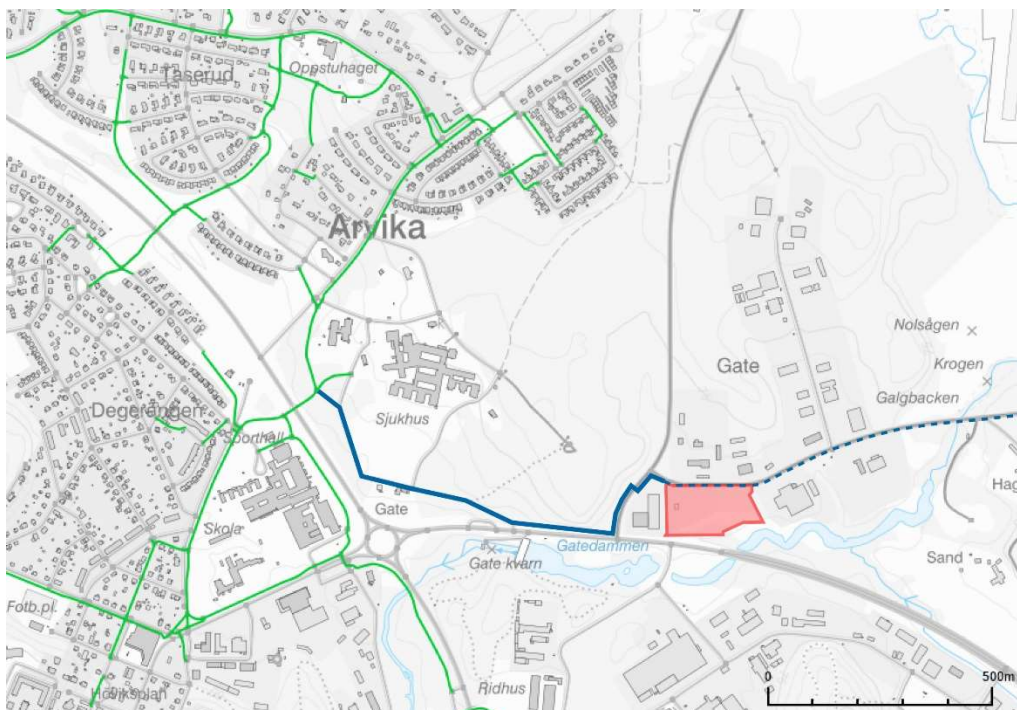 Oppstuhaget
Taserud
Arvika
Nolsågen
Gate
Krogen
Galgbacken
Degerängen
Sjukhus
Sporthall
Hag
Gate
Skola
Gatedammen
Gate kvarn
Sand
Fotb.pl.
Ridhus
Höviksplan
0
500m